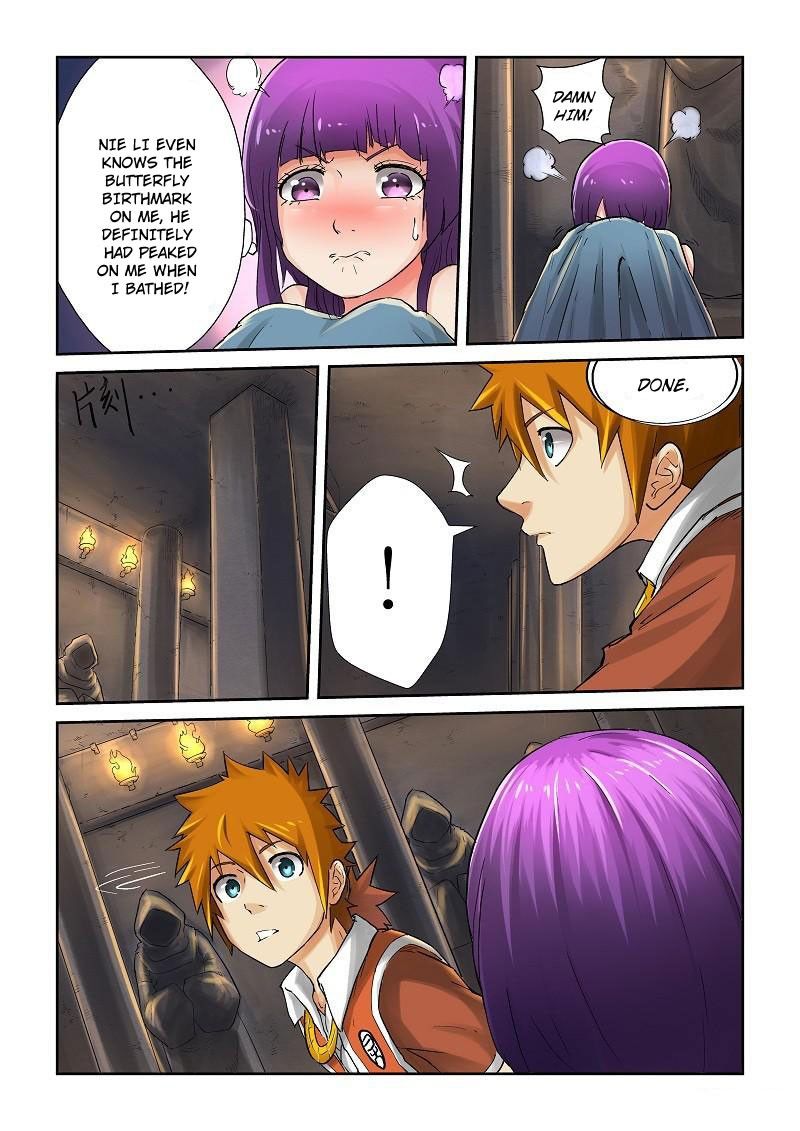 NIE LI EVEN
KNOWS THE
BUTTERFLY
BIRTHMARK
ON ME, HE
DEFINITELY
HAD PEAKED
ON ME WHEN
I BATHED!
DAMN
HIM!
片刻...
DONE.
!